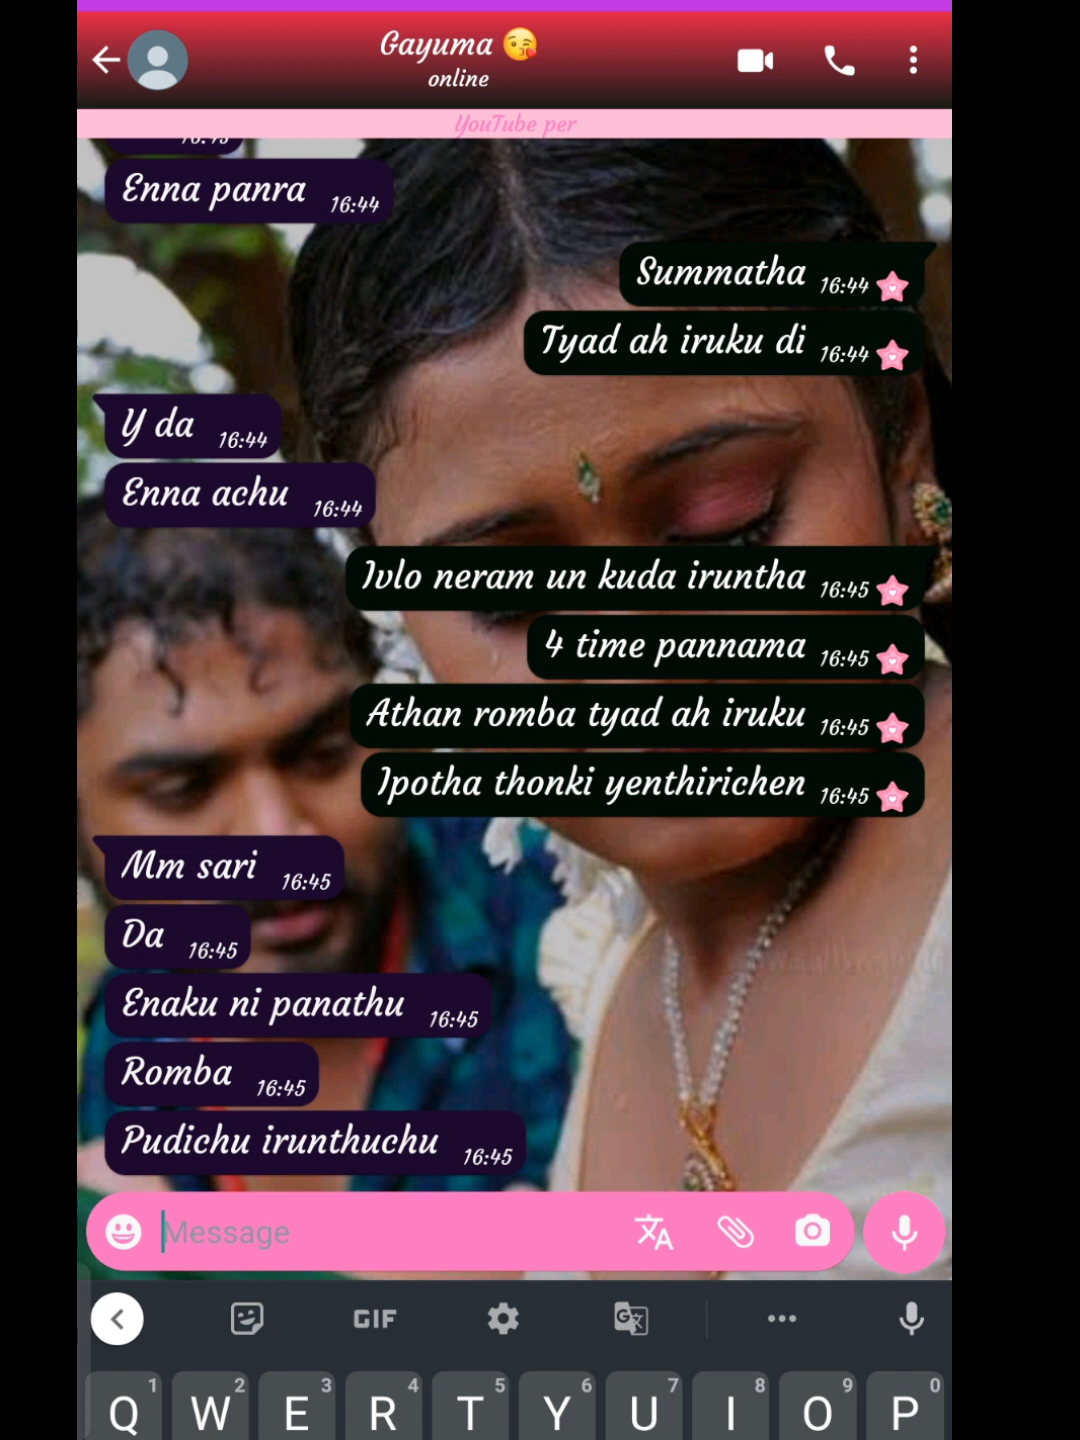 Gayuma 😘
online
YouTube per
Enna panra 16:44
Summatha 16:44
Tyad ah iruku di 16:44
Y da 16:44
Enna achu 16:44
Ivlo neram un kuda iruntha 16:45
4 time pannama 16:45
Athan romba tyad ah iruku 16:45
Ipotha thonki yenthirichen 16:45
Mm sari 16:45
Da 16:45
Enaku ni panathu 16:45
Romba 16:45
Pudichu irunthuchu 16:45
Message
GIF
1 2 3 4 5 6 7 8 9 0
Q W E R T Y U I O P